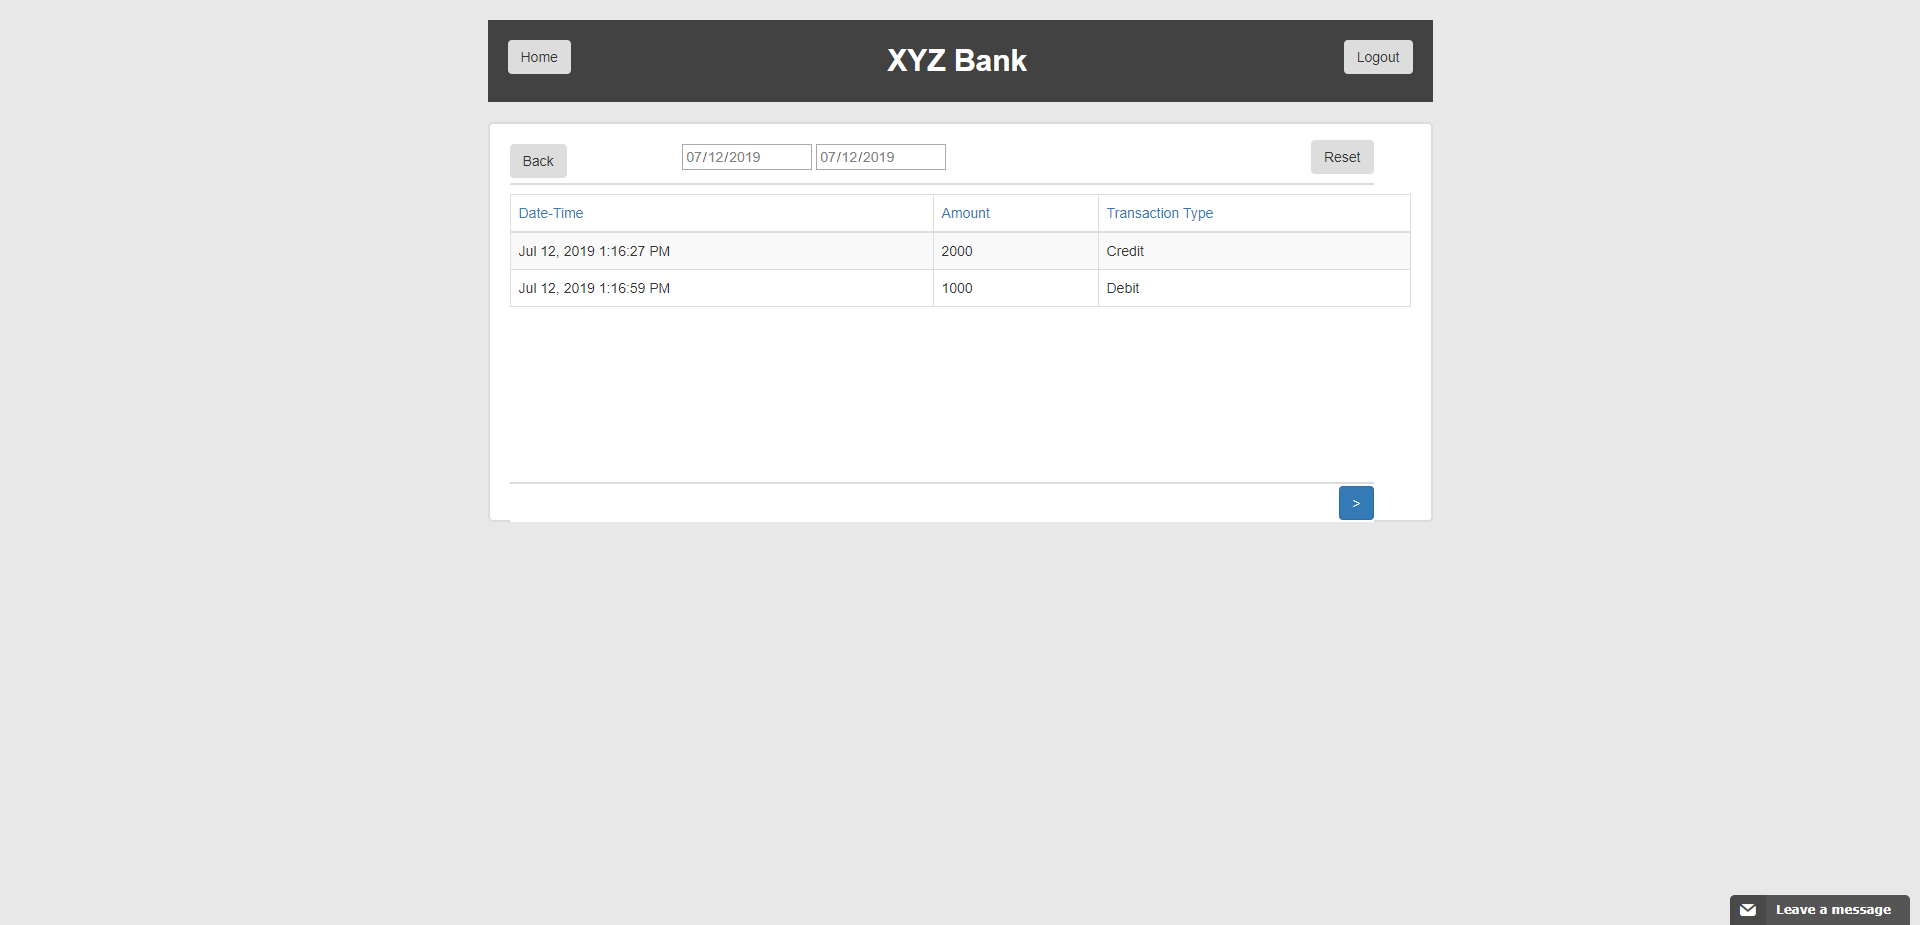 Home XYZ Bank Logout
Back 07/12/2019 07/12/2019 Reset
Date-Time Amount Transaction Type
Jul 12, 2019 1:16:27 PM 2000 Credit
Jul 12, 2019 1:16:59 PM 1000 Debit
>
Leave a message